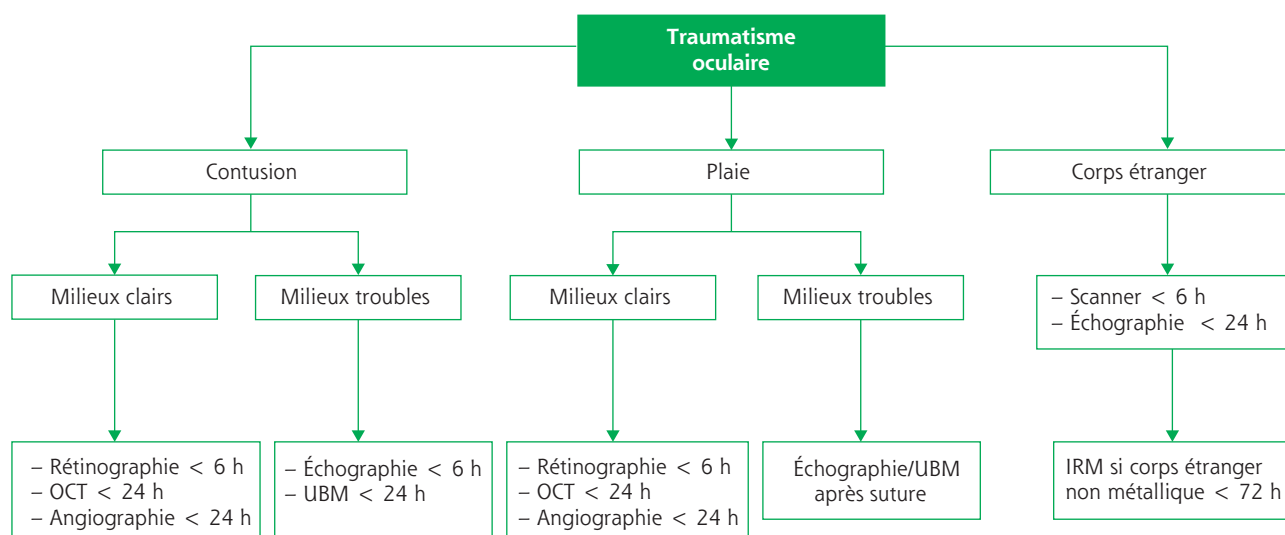 Traumatisme
oculaire
Contusion
Plaie
Corps étranger
Milieux clairs
Milieux troubles
Milieux clairs
Milieux troubles
– Scanner < 6 h
– Échographie < 24 h
– Rétinographie < 6 h
– OCT < 24 h
– Angiographie < 24 h
– Échographie < 6 h
– UBM < 24 h
– Rétinographie < 6 h
– OCT < 24 h
– Angiographie < 24 h
Échographie/UBM
après suture
IRM si corps étranger
non métallique < 72 h